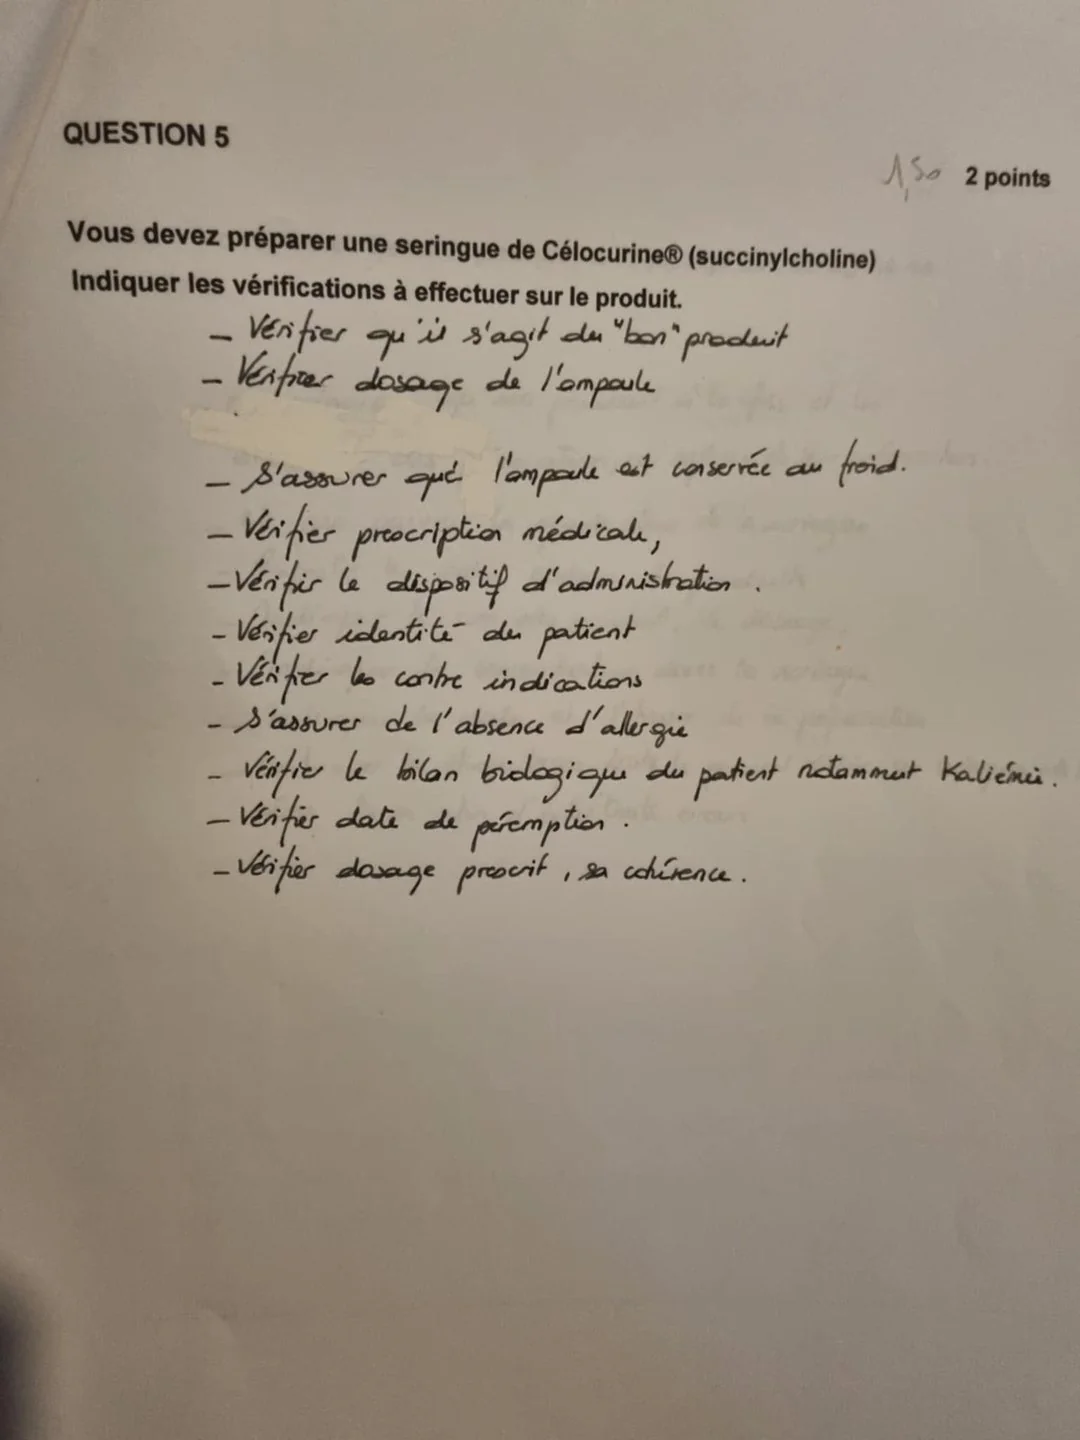 QUESTION 5
1,50 2 points
Vous devez préparer une seringue de Célocurine® (succinylcholine)
Indiquer les vérifications à effectuer sur le produit.
- Vérifier qu'il s'agit du "bon" produit
- Vérifier dosage de l'ampoule
- S'assurer que l'ampoule est conservée au froid.
- Vérifier prescription médicale,
- Vérifier le dispositif d'administration.
- Vérifier identité du patient
- Vérifier les contre indications
- S'assurer de l'absence d'allergie
- Vérifier le bilan biologique du patient notamment Kaliémie.
- Vérifier date de péremption.
- Vérifier dosage prescrit, sa cohérence.